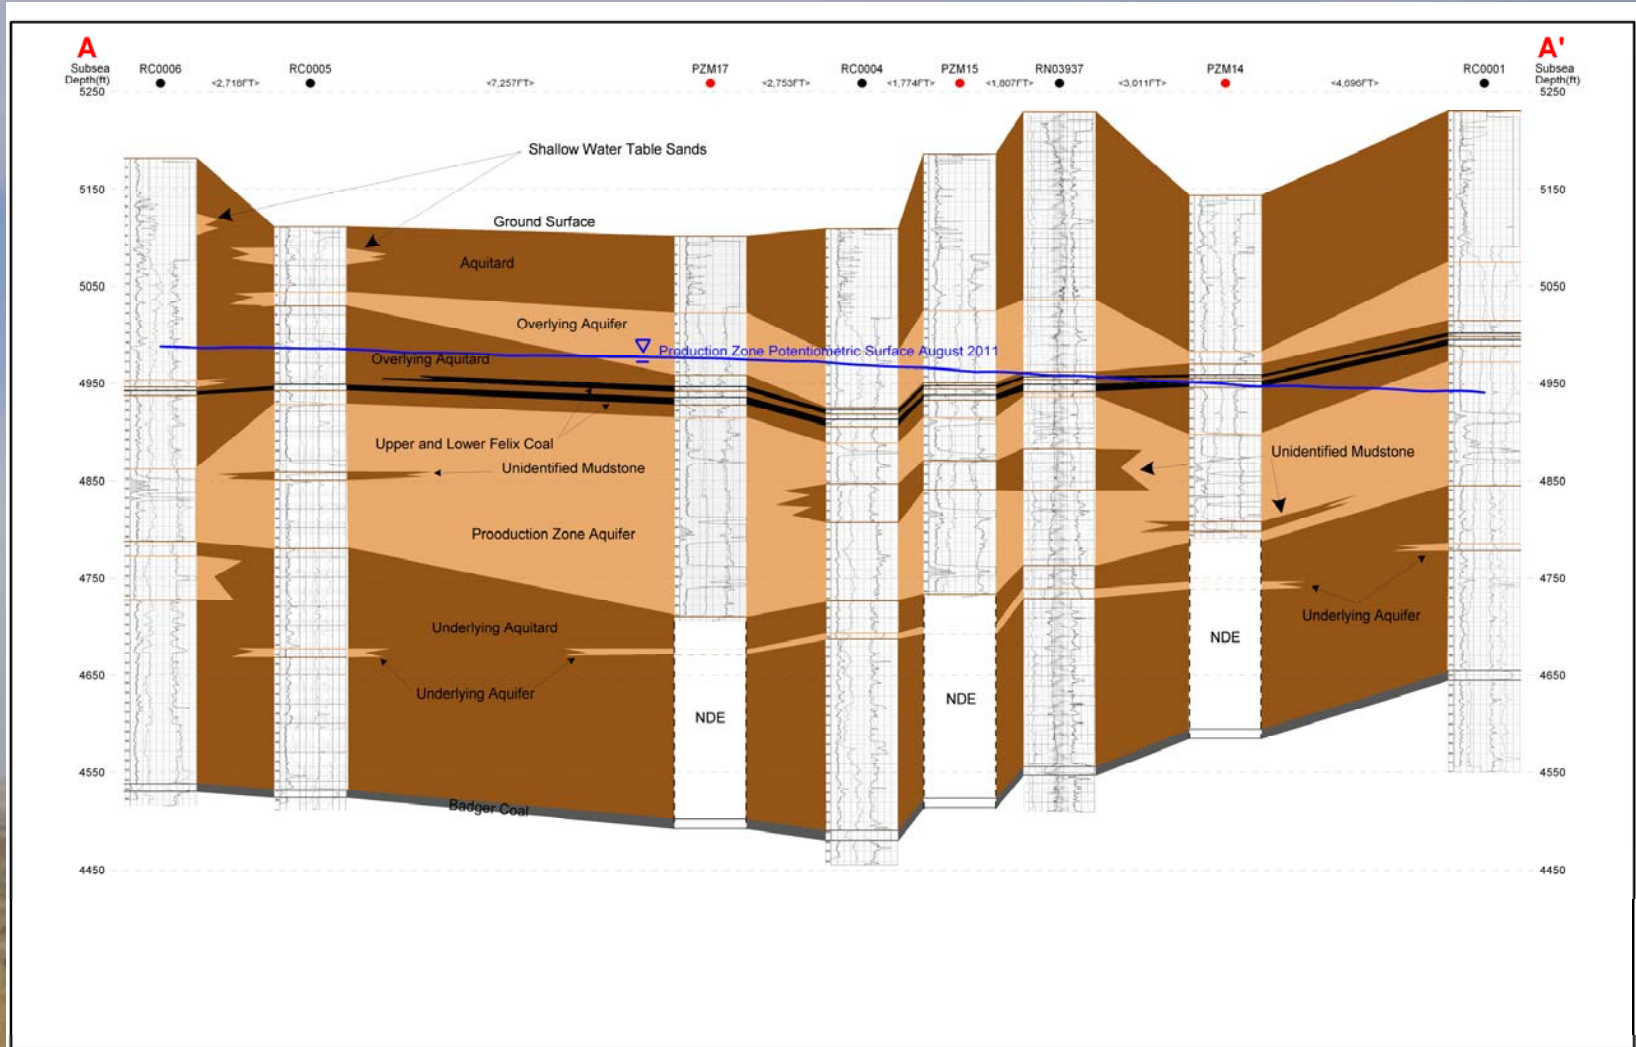 A
A'
Subsea
Depth(ft)
RC0006
<2,716FT>
RC0005
<7,257FT>
PZM17
<2,753FT>
RC0004
<1,774FT>
PZM15
<1,807FT>
RN03937
<3,011FT>
PZM14
<4,696FT>
RC0001
Subsea
Depth(ft)
5250
5250
Shallow Water Table Sands
5150
5150
Ground Surface
Aquitard
5050
5050
Overlying Aquifer
Production Zone Potentiometric Surface August 2011
Overlying Aquitard
4950
4950
Upper and Lower Felix Coal
Unidentified Mudstone
Unidentified Mudstone
4850
4850
Prooduction Zone Aquifer
4750
4750
Underlying Aquifer
Underlying Aquitard
NDE
4650
4650
Underlying Aquifer
NDE
NDE
4550
4550
Badger Coal
4450
4450